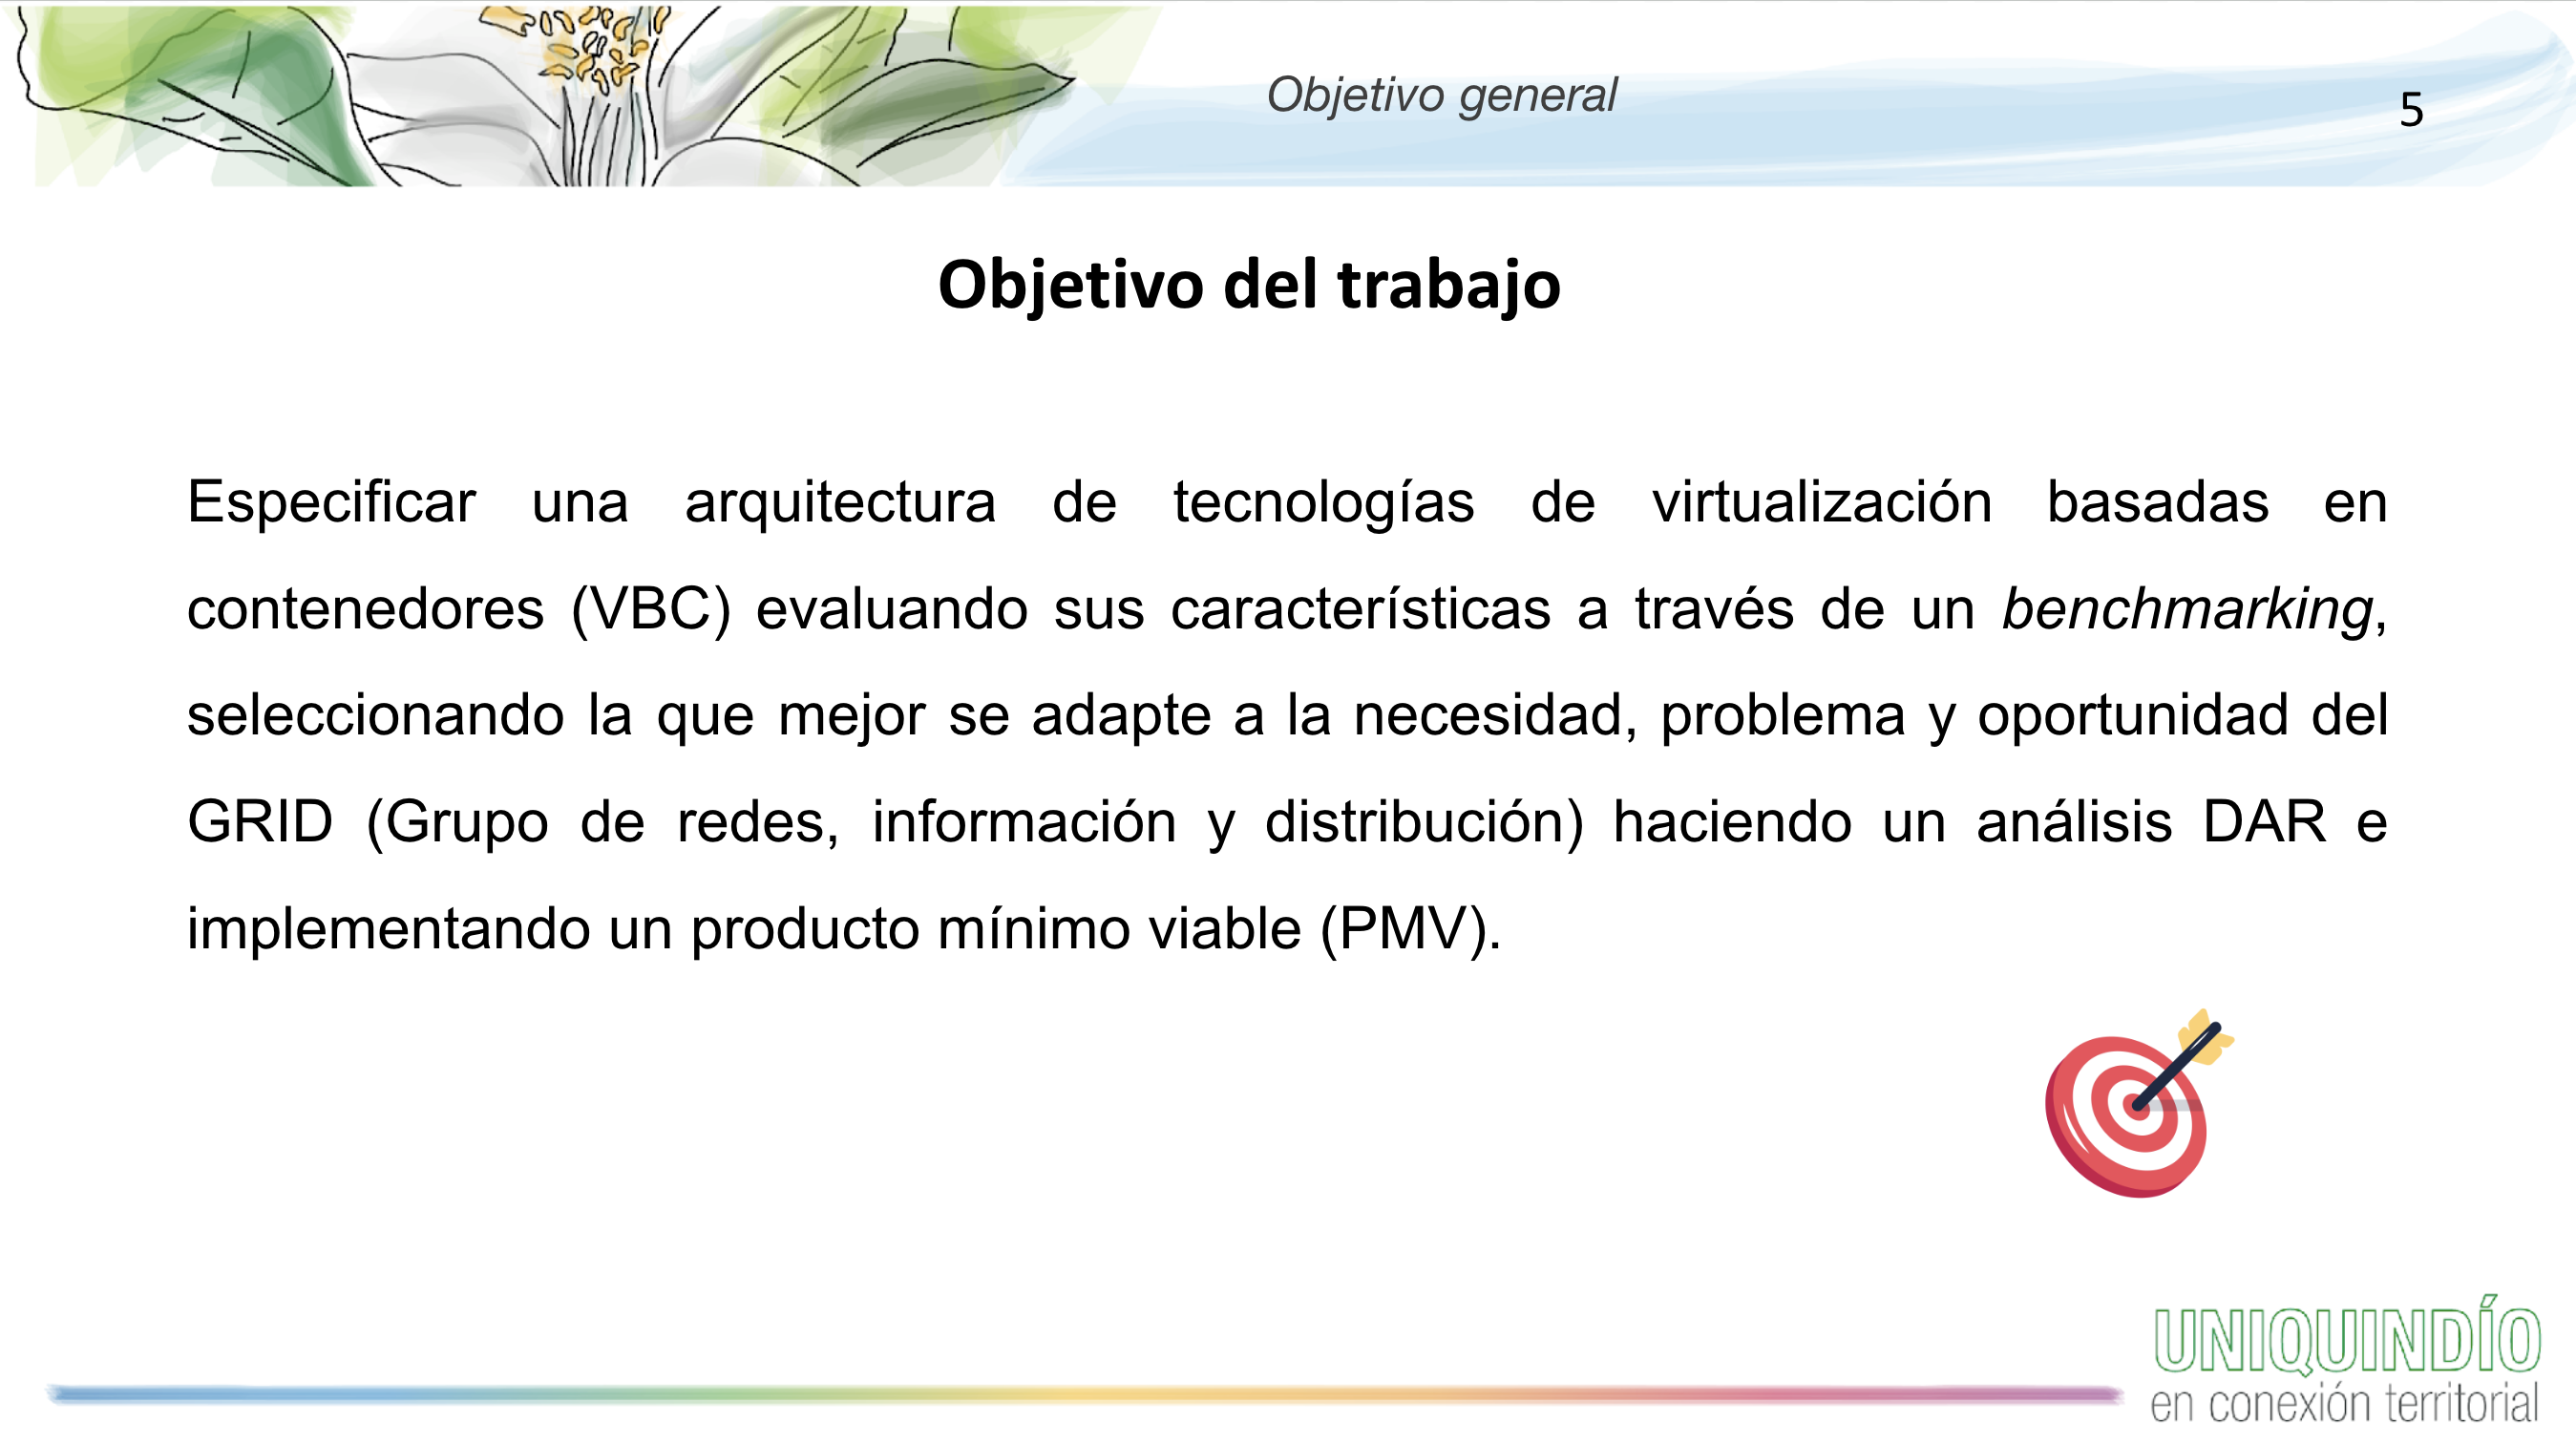 Objetivo general
5
Objetivo del trabajo
Especificar una arquitectura de tecnologías de virtualización basadas en
contenedores (VBC) evaluando sus características a través de un benchmarking,
seleccionando la que mejor se adapte a la necesidad, problema y oportunidad del
GRID (Grupo de redes, información y distribución) haciendo un análisis DAR e
implementando un producto mínimo viable (PMV).
UNIQUINDÍO
en conexión territorial